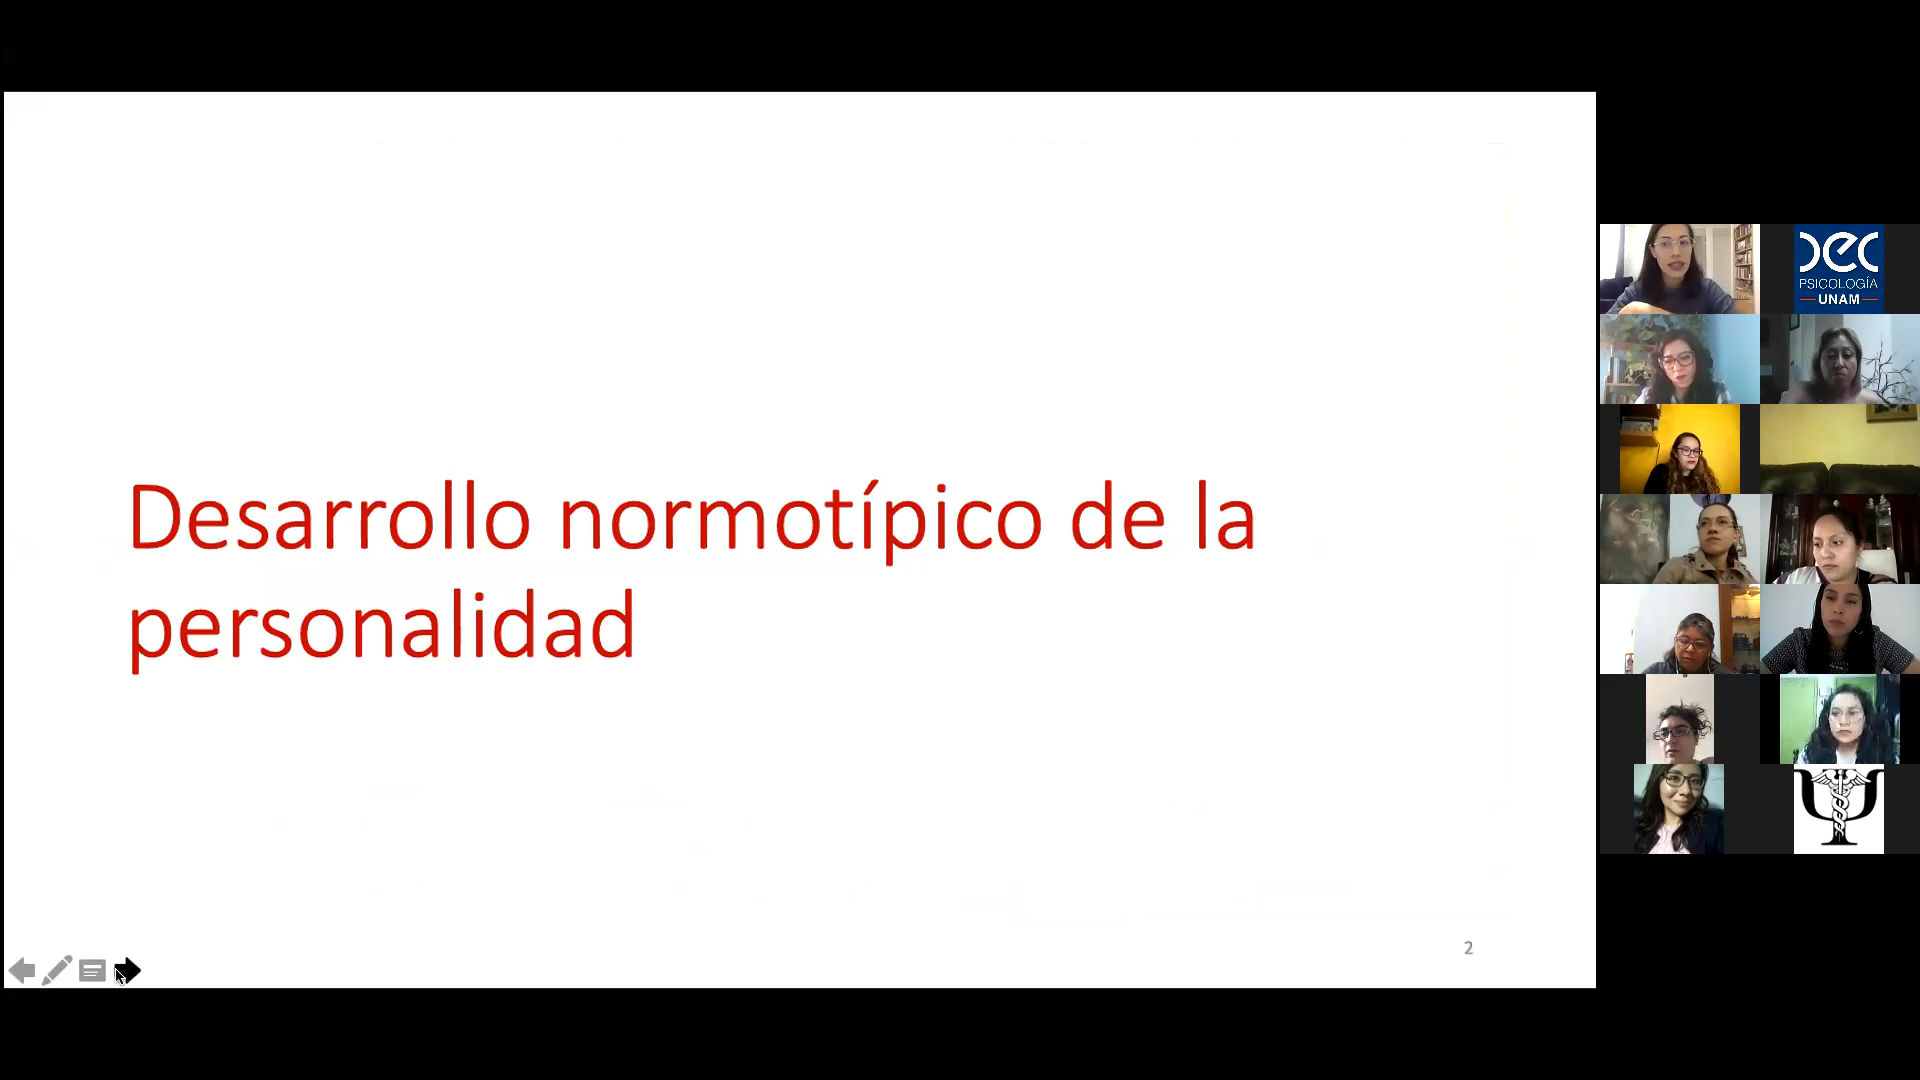 Desarrollo normotípico de la
personalidad
2
DEC
PSICOLOGÍA
UNAM